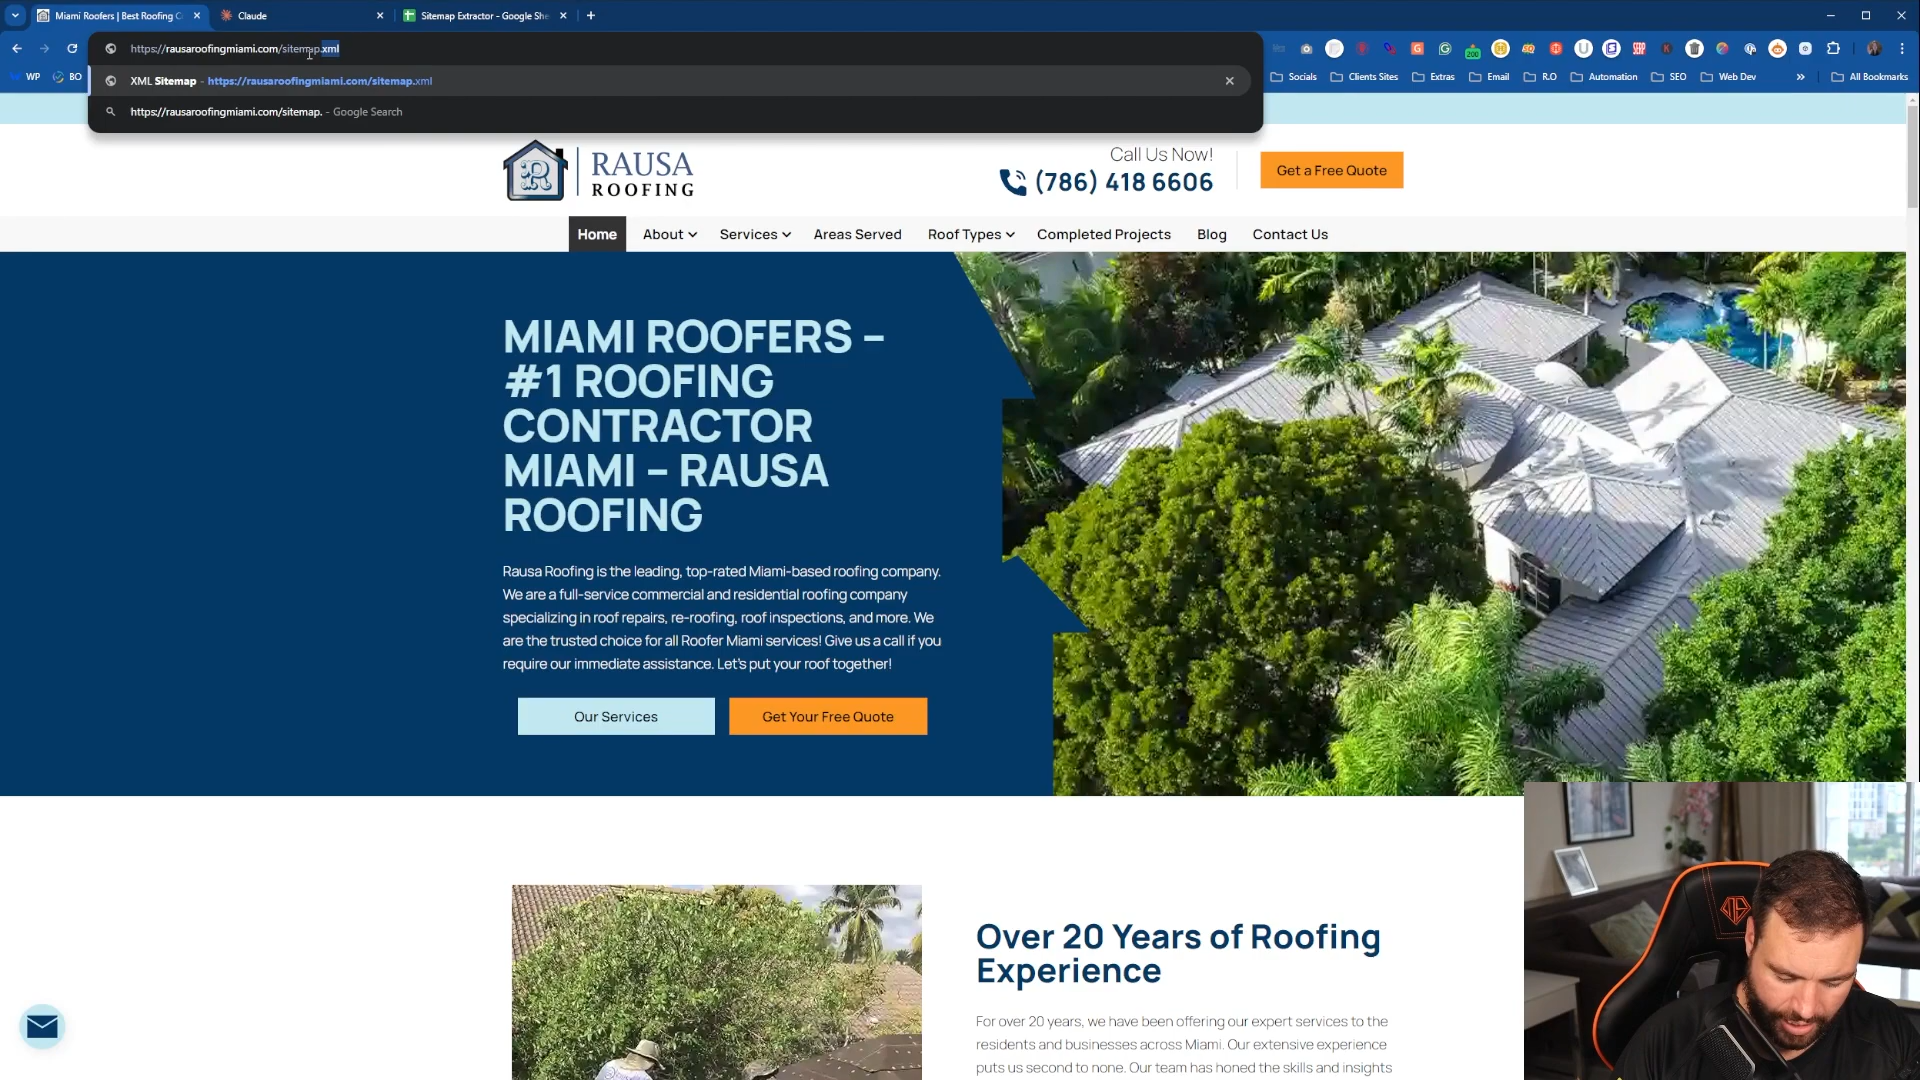 Miami Roofers | Best Roofing C
Claude
Sitemap Extractor - Google She
https://rausaroofingmiami.com/sitemap.xml
XML Sitemap - https://rausaroofingmiami.com/sitemap.xml
https://rausaroofingmiami.com/sitemap. - Google Search
WP
BO
Socials
Clients Sites
Extras
Email
R.O
Automation
SEO
Web Dev
All Bookmarks
200
R
RAUSA
ROOFING
Call Us Now!
(786) 418 6606
Get a Free Quote
Home
About
Services
Areas Served
Roof Types
Completed Projects
Blog
Contact Us
MIAMI ROOFERS –
#1 ROOFING
CONTRACTOR
MIAMI – RAUSA
ROOFING
Rausa Roofing is the leading, top-rated Miami-based roofing company.
We are a full-service commercial and residential roofing company
specializing in roof repairs, re-roofing, roof inspections, and more. We
are the trusted choice for all Roofer Miami services! Give us a call if you
require our immediate assistance. Let's put your roof together!
Our Services
Get Your Free Quote
Over 20 Years of Roofing
Experience
For over 20 years, we have been offering our expert services to the
residents and businesses across Miami. Our extensive experience
puts us second to none. Our team has honed the skills and insights